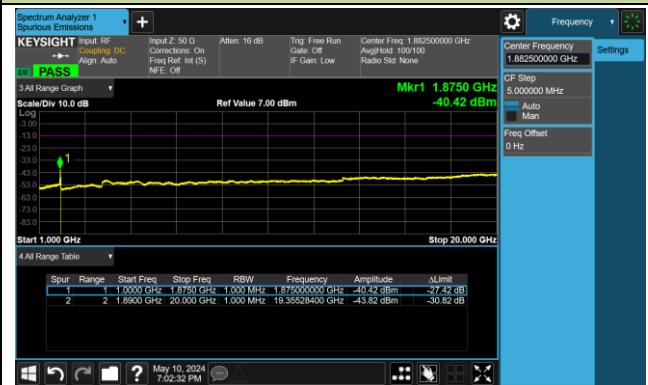 Spectrum Analyzer 1
Spurious Emissions
Frequency
KEYSIGHT
Input: RF
Coupling: DC
Align: Auto
Input Z: 50 Ω
Corrections: On
Freq Ref: Int (S)
NFE: Off
Atten: 16 dB
Trig: Free Run
Gate: Off
IF Gain: Low
Center Freq: 1.882500000 GHz
Avg|Hold: 100/100
Radio Std: None
PASS
3 All Range Graph
Mkr1 1.8750 GHz
Scale/Div 10.0 dB
Ref Value 7.00 dBm
-40.42 dBm
Log
-3.00
-13.0
-23.0
-33.0
-43.0
-53.0
-63.0
-73.0
-83.0
1
Start 1.000 GHz
Stop 20.000 GHz
4 All Range Table
Spur Range Start Freq Stop Freq RBW Frequency Amplitude ΔLimit
1 1 1.0000 GHz 1.8750 GHz 1.000 MHz 1.875000000 GHz -40.42 dBm -27.42 dB
2 2 1.8900 GHz 20.000 GHz 1.000 MHz 19.35528400 GHz -43.82 dBm -30.82 dB
May 10, 2024
7:02:32 PM
Center Frequency
1.882500000 GHz
Settings
CF Step
5.000000 MHz
Auto
Man
Freq Offset
0 Hz